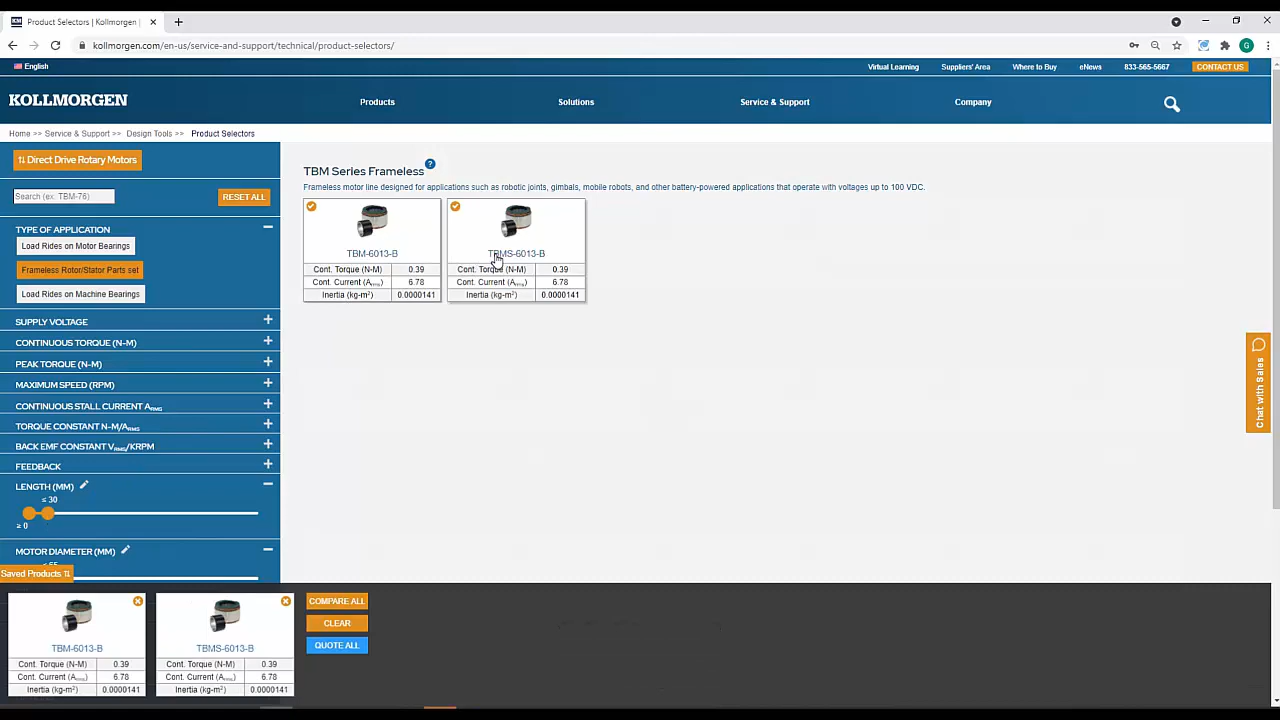 Product Selectors | Kollmorgen |
kollmorgen.com/en-us/service-and-support/technical/product-selectors/
G
English
Virtual Learning
Suppliers' Area
Where to Buy
eNews
833-565-5667
CONTACT US
KOLLMORGEN
Products
Solutions
Service & Support
Company
Home >> Service & Support >> Design Tools >> Product Selectors
Direct Drive Rotary Motors
Search (ex: TBM-76)
RESET ALL
TYPE OF APPLICATION
Load Rides on Motor Bearings
Frameless Rotor/Stator Parts set
Load Rides on Machine Bearings
SUPPLY VOLTAGE
CONTINUOUS TORQUE (N-M)
PEAK TORQUE (N-M)
MAXIMUM SPEED (RPM)
CONTINUOUS STALL CURRENT ARMS
TORQUE CONSTANT N-M/ARMS
BACK EMF CONSTANT VRMS/KRPM
FEEDBACK
LENGTH (MM)
≤ 30
≥ 0
MOTOR DIAMETER (MM)
Saved Products
TBM Series Frameless ?
Frameless motor line designed for applications such as robotic joints, gimbals, mobile robots, and other battery-powered applications that operate with voltages up to 100 VDC.
TBM-6013-B
Cont. Torque (N-M) 0.39
Cont. Current (Arms) 6.78
Inertia (kg-m²) 0.0000141
TBMS-6013-B
Cont. Torque (N-M) 0.39
Cont. Current (Arms) 6.78
Inertia (kg-m²) 0.0000141
Chat with Sales
TBM-6013-B
Cont. Torque (N-M) 0.39
Cont. Current (Arms) 6.78
Inertia (kg-m²) 0.0000141
TBMS-6013-B
Cont. Torque (N-M) 0.39
Cont. Current (Arms) 6.78
Inertia (kg-m²) 0.0000141
COMPARE ALL
CLEAR
QUOTE ALL